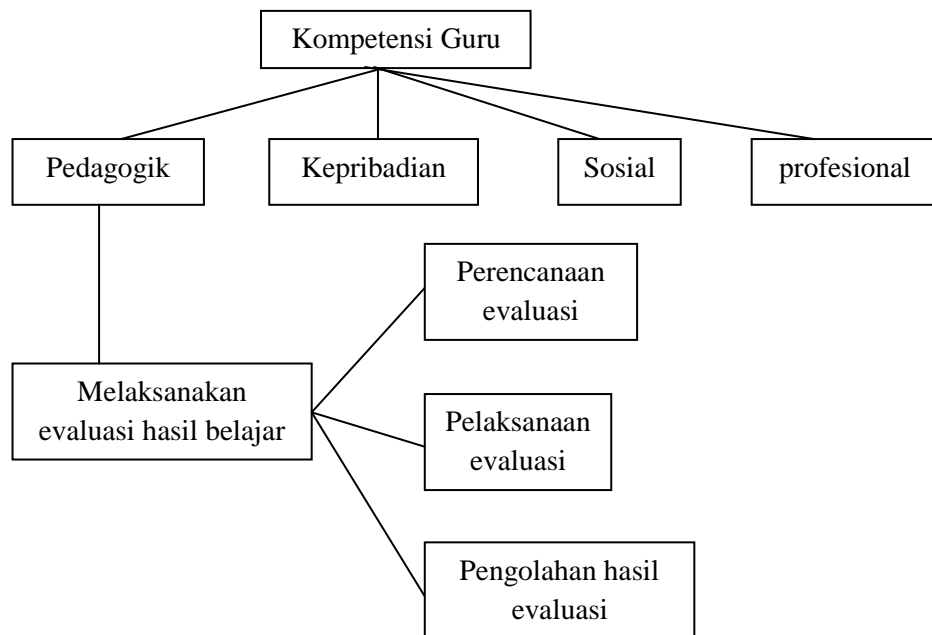 Kompetensi Guru
Pedagogik
Kepribadian
Sosial
profesional
Perencanaan
evaluasi
Melaksanakan
evaluasi hasil belajar
Pelaksanaan
evaluasi
Pengolahan hasil
evaluasi